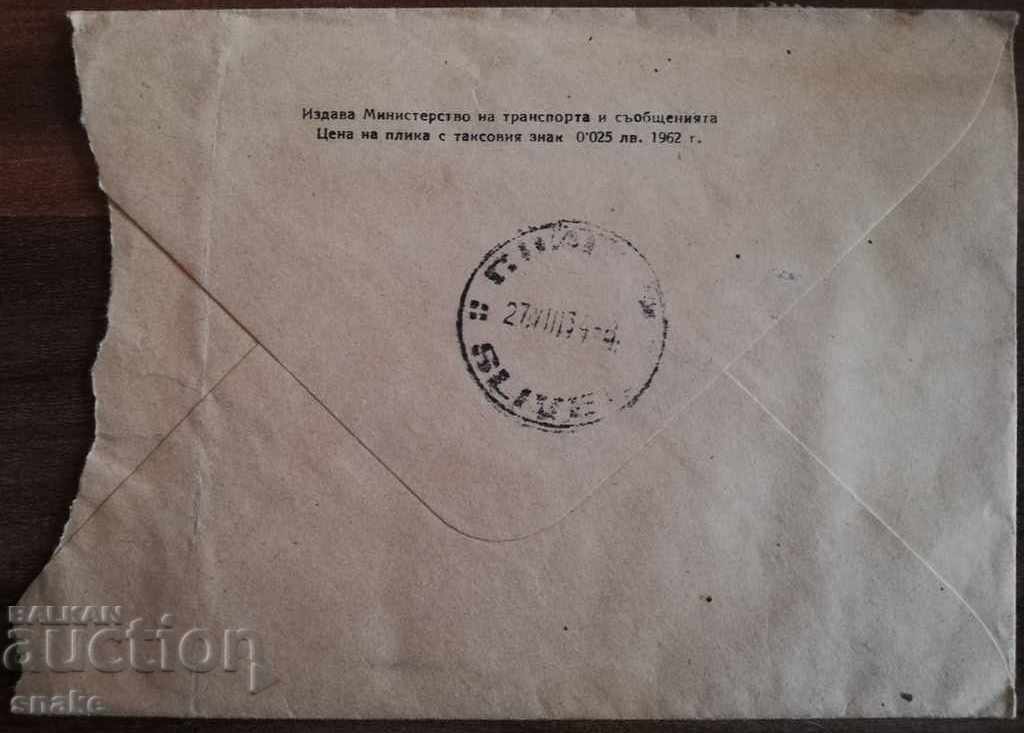 Издава Министерство на транспорта и съобщенията
Цена на плика с таксовия знак 0'025 лв. 1962 г.
BALKAN
auction
snake